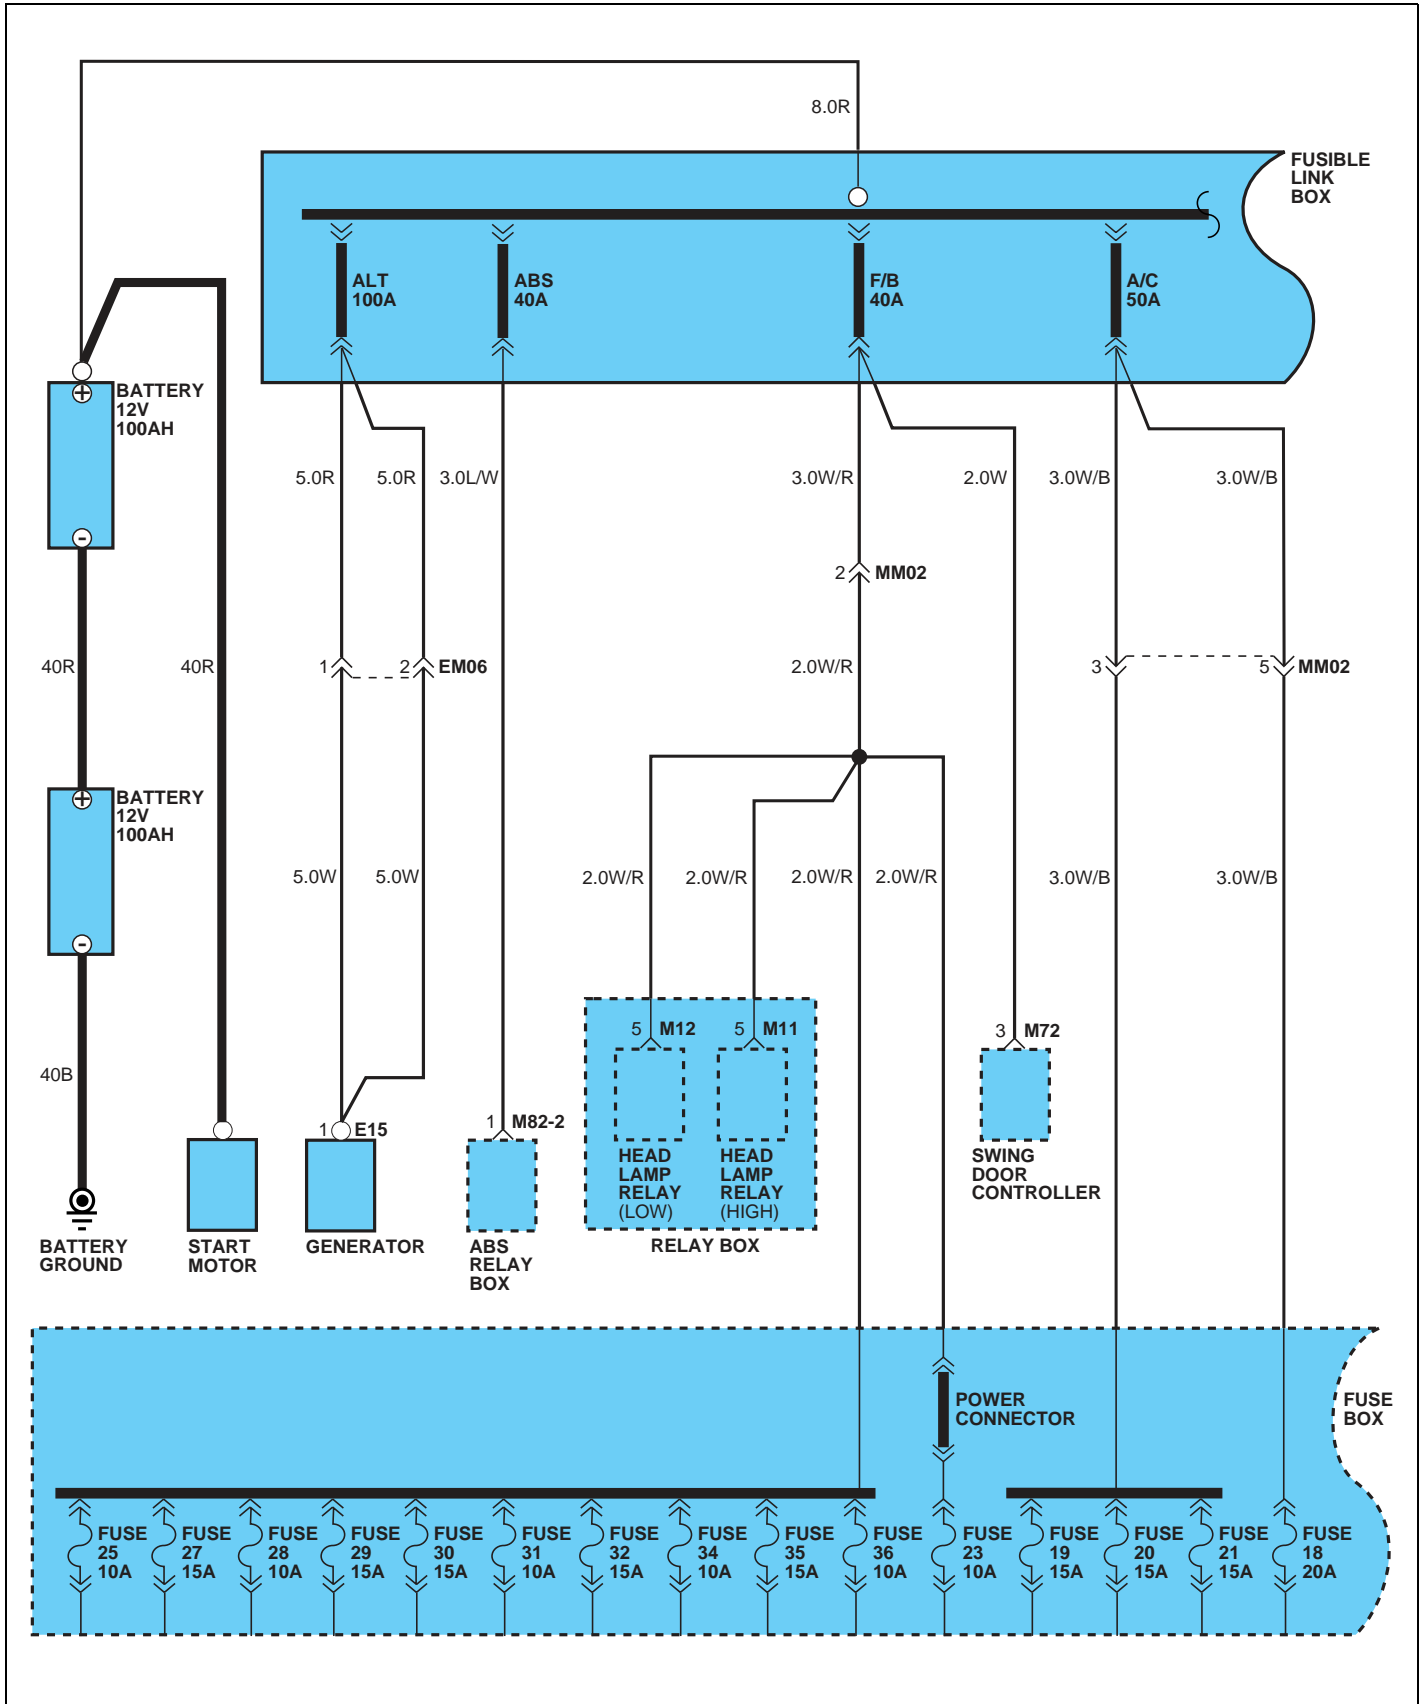 8.0R
FUSIBLE
LINK
BOX
ALT
100A
ABS
40A
F/B
40A
A/C
50A
+
BATTERY
12V
100AH
-
5.0R
5.0R
3.0L/W
3.0W/R
2.0W
3.0W/B
3.0W/B
2 MM02
40R
40R
1
2 EM06
2.0W/R
3
5 MM02
+
BATTERY
12V
100AH
-
5.0W
5.0W
2.0W/R
2.0W/R
2.0W/R
2.0W/R
3.0W/B
3.0W/B
40B
5 M12
5 M11
3 M72
1 E15
1 M82-2
HEAD
LAMP
RELAY
(LOW)
HEAD
LAMP
RELAY
(HIGH)
SWING
DOOR
CONTROLLER
BATTERY
GROUND
START
MOTOR
GENERATOR
ABS
RELAY
BOX
RELAY BOX
POWER
CONNECTOR
FUSE
BOX
FUSE
25
10A
FUSE
27
15A
FUSE
28
10A
FUSE
29
15A
FUSE
30
15A
FUSE
31
10A
FUSE
32
15A
FUSE
34
10A
FUSE
35
15A
FUSE
36
10A
FUSE
23
10A
FUSE
19
15A
FUSE
20
15A
FUSE
21
15A
FUSE
18
20A